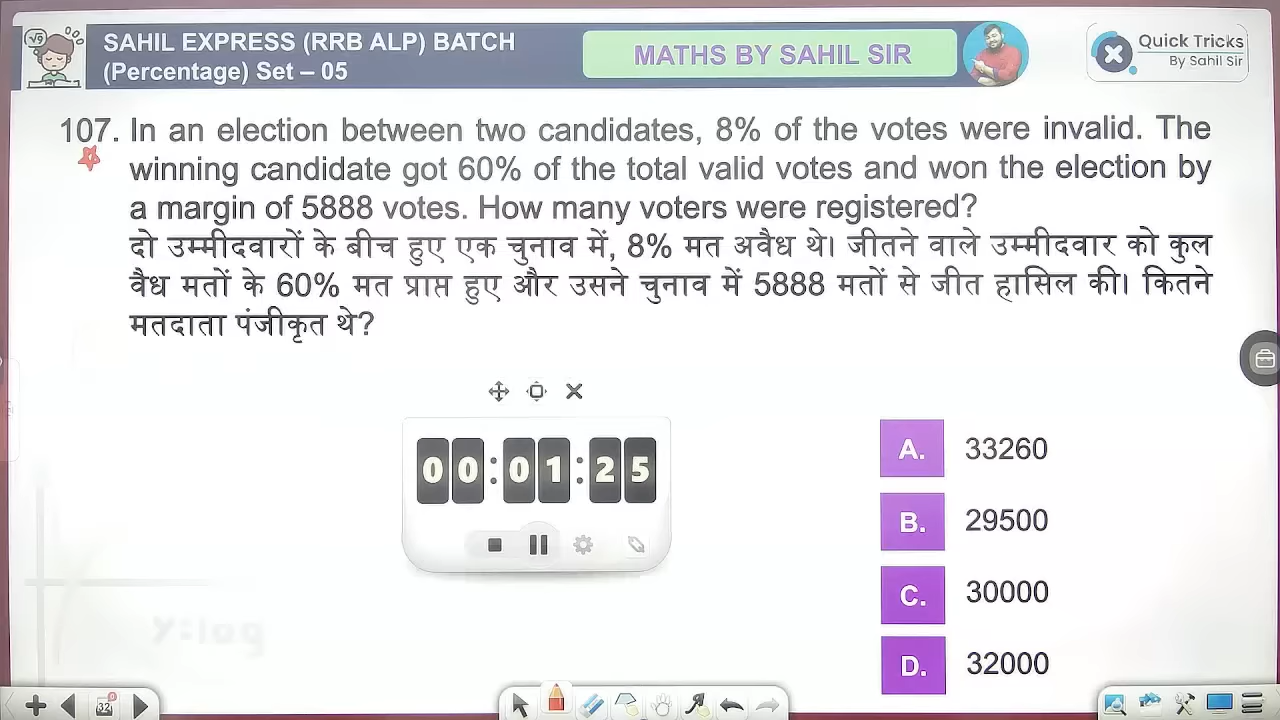 SAHIL EXPRESS (RRB ALP) BATCH
(Percentage) Set – 05
MATHS BY SAHIL SIR
Quick Tricks
By Sahil Sir
107. In an election between two candidates, 8% of the votes were invalid. The
winning candidate got 60% of the total valid votes and won the election by
a margin of 5888 votes. How many voters were registered?
दो उम्मीदवारों के बीच हुए एक चुनाव में, 8% मत अवैध थे। जीतने वाले उम्मीदवार को कुल
वैध मतों के 60% मत प्राप्त हुए और उसने चुनाव में 5888 मतों से जीत हासिल की। कितने
मतदाता पंजीकृत थे?
00:01:25
A. 33260
B. 29500
C. 30000
D. 32000
y=log
32